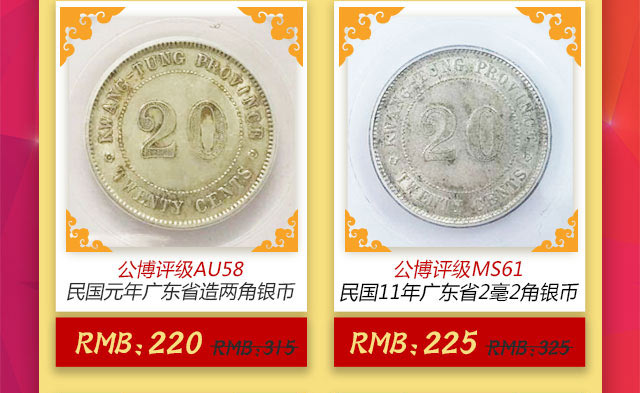 KWANG-TUNG PROVINCE
20
TWENTY CENTS
公博评级AU58
民国元年广东省造两角银币
RMB:220 RMB:315
KWANG-TUNG PROVINCE
20
TWENTY CENTS
公博评级MS61
民国11年广东省2毫2角银币
RMB:225 RMB:325